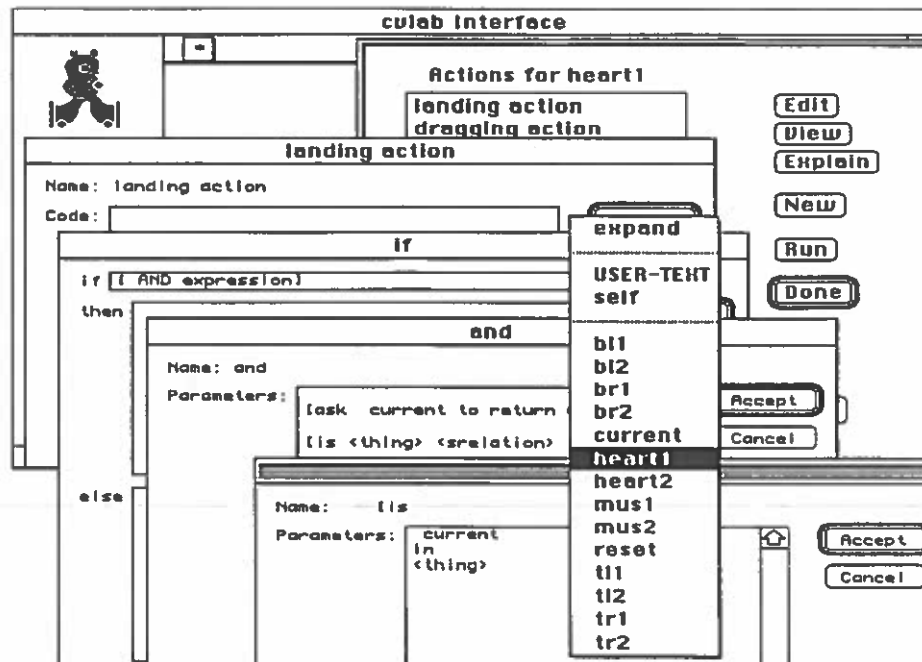 cvlab interface
Actions for heart1
landing action
dragging action
Edit
View
Explain
New
Run
Done
landing action
Name: landing action
Code:
if
if [ AND expression]
then
else
and
Name: and
Parameters:
[ask current to return
[is <thing> <srelation>
Accept
Cancel
Name: [is
Parameters:
current
in
<thing>
Accept
Cancel
expand
USER-TEXT
self
bl1
bl2
br1
br2
current
heart1
heart2
mus1
mus2
reset
tl1
tl2
tr1
tr2